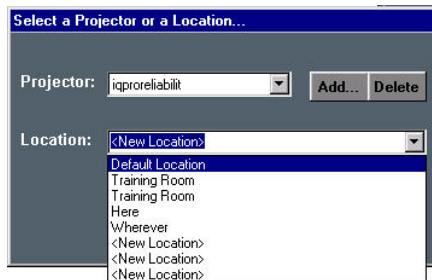 Select a Projector or a Location...
Projector: iqproreliabilit Add... Delete
Location: <New Location>
Default Location
Training Room
Training Room
Here
Wherever
<New Location>
<New Location>
<New Location>